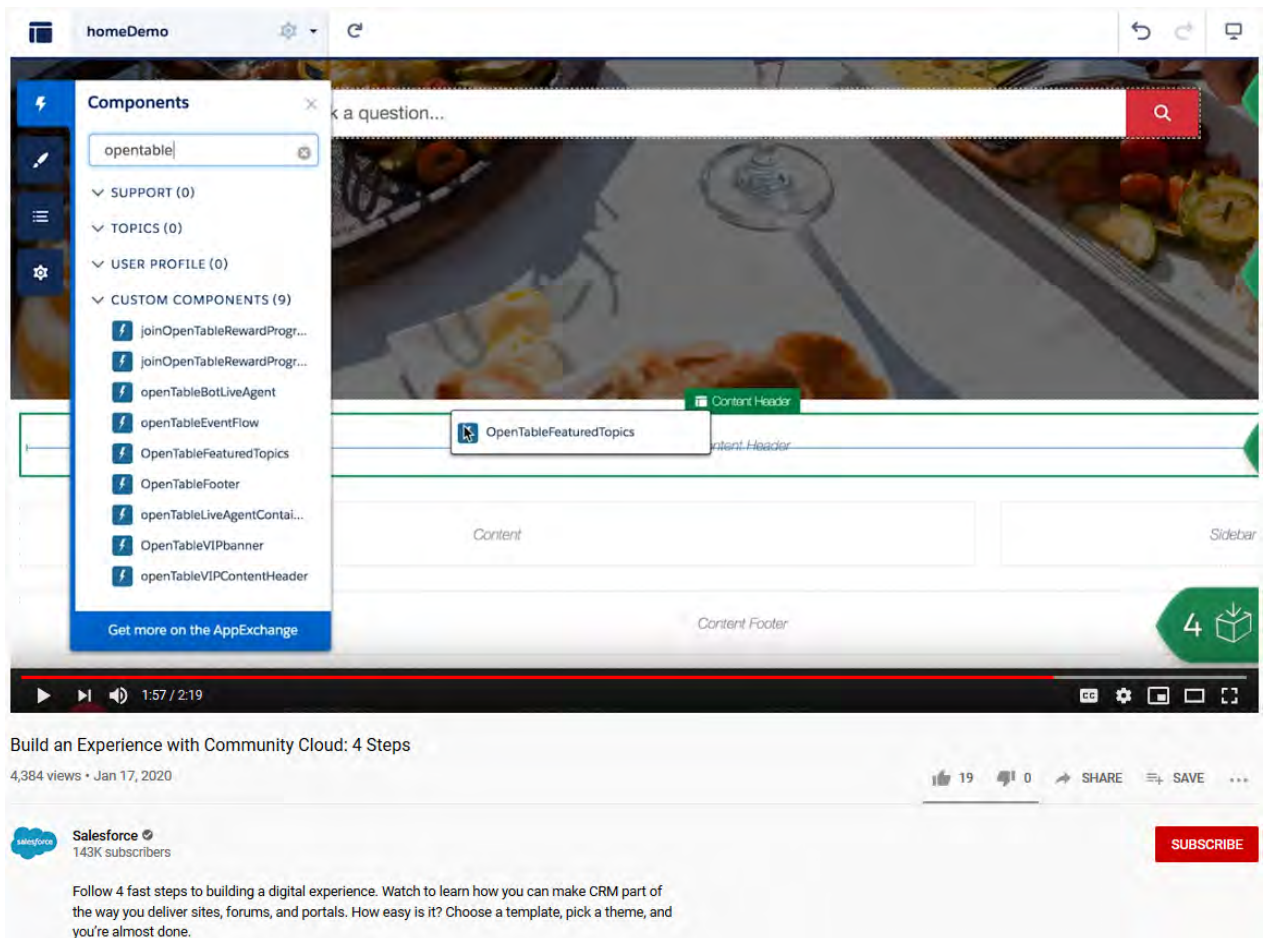 homeDemo
Components
k a question...
opentable
SUPPORT (0)
TOPICS (0)
USER PROFILE (0)
CUSTOM COMPONENTS (9)
joinOpenTableRewardProgr...
joinOpenTableRewardProgr...
openTableBotLiveAgent
openTableEventFlow
OpenTableFeaturedTopics
OpenTableFooter
openTableLiveAgentContai...
OpenTableVIPbanner
openTableVIPContentHeader
Get more on the AppExchange
Content Header
OpenTableFeaturedTopics
ntent Header
Content
Sidebar
Content Footer
4
1:57 / 2:19
CC
Build an Experience with Community Cloud: 4 Steps
4,384 views • Jan 17, 2020
19 0 SHARE SAVE ...
salesforce
Salesforce
143K subscribers
SUBSCRIBE
Follow 4 fast steps to building a digital experience. Watch to learn how you can make CRM part of
the way you deliver sites, forums, and portals. How easy is it? Choose a template, pick a theme, and
you're almost done.